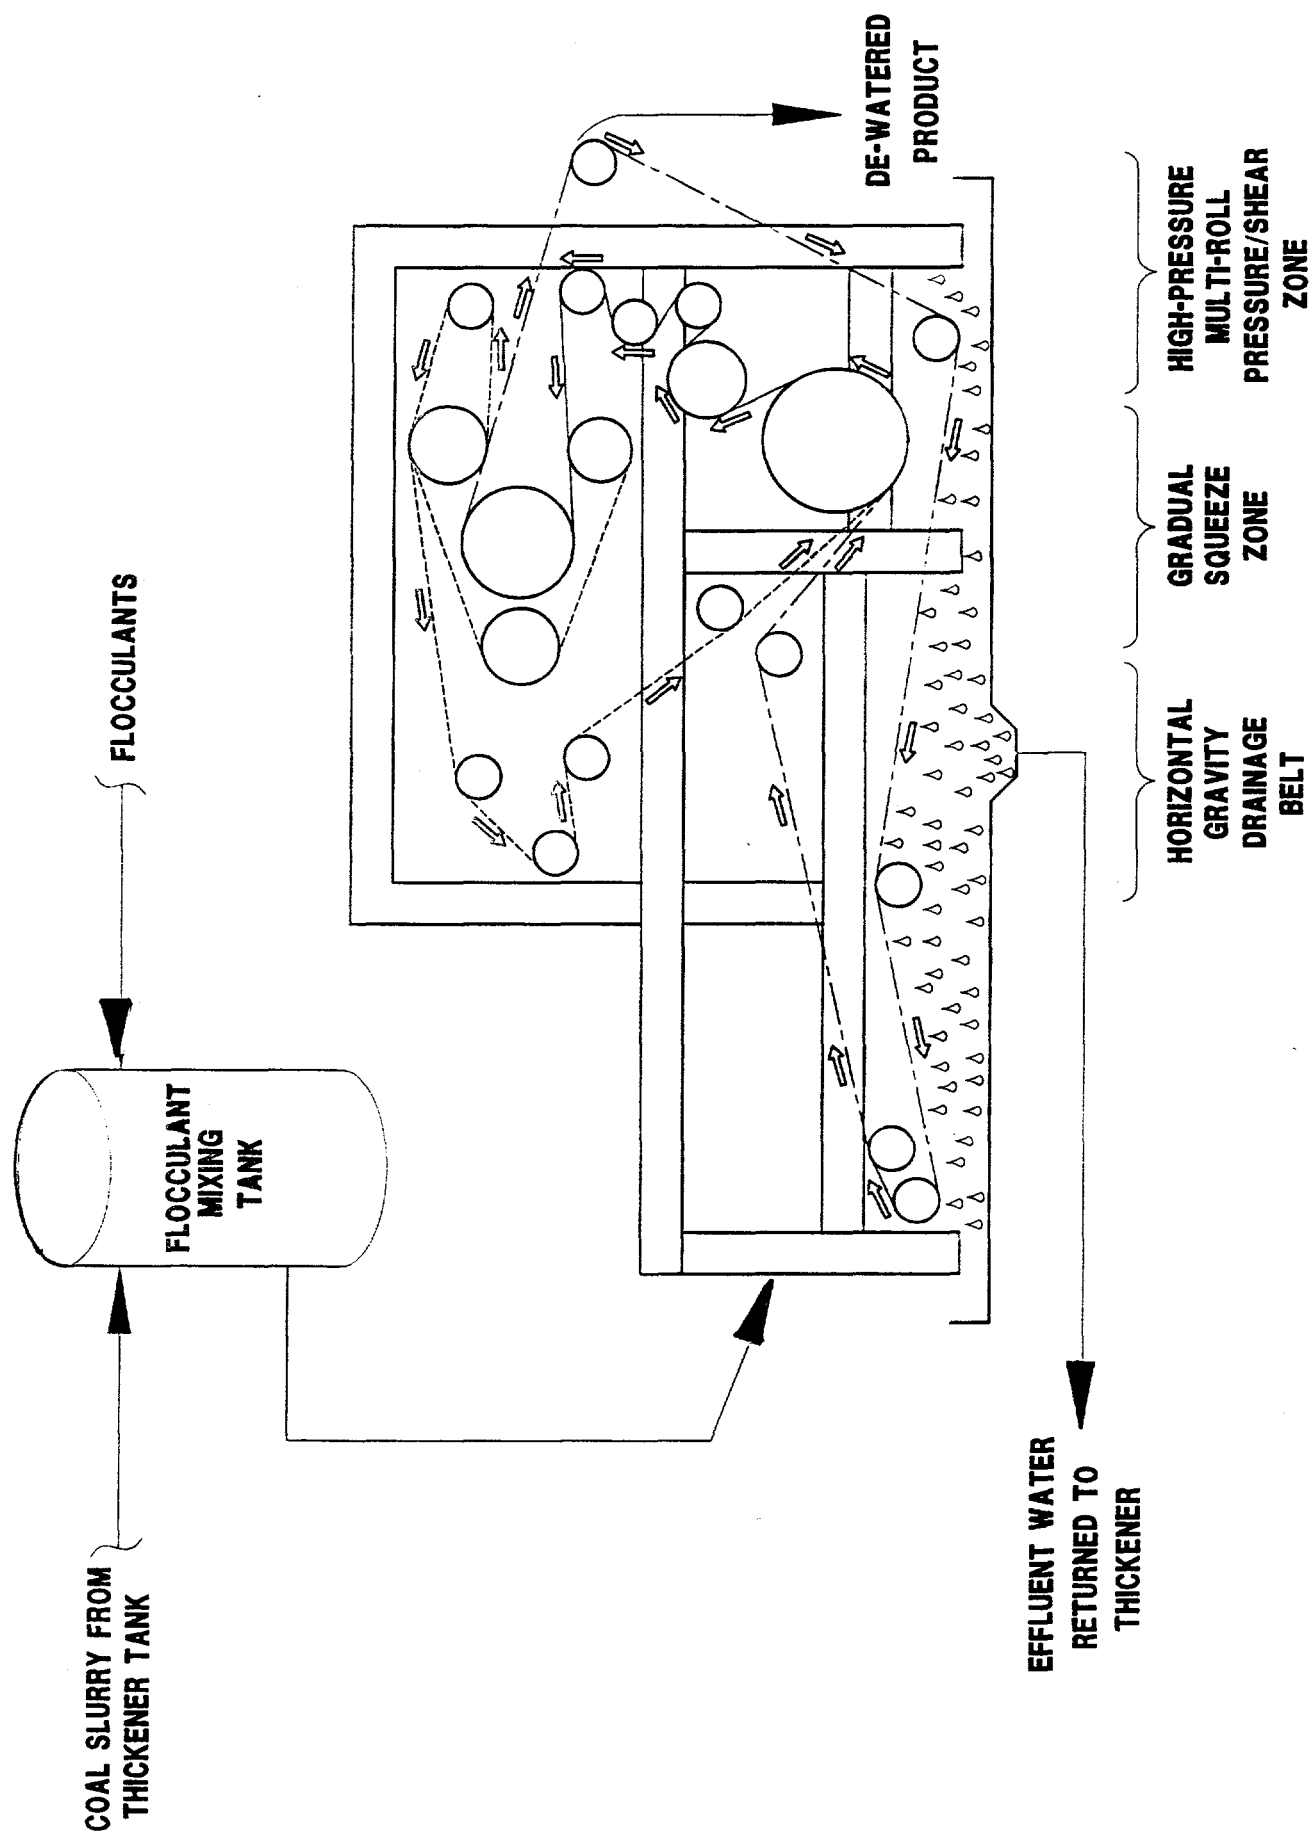 COAL SLURRY FROM
THICKENER TANK
FLOCCULANTS
FLOCCULANT
MIXING
TANK
DE-WATERED
PRODUCT
EFFLUENT WATER
RETURNED TO
THICKENER
HORIZONTAL
GRAVITY
DRAINAGE
BELT
GRADUAL
SQUEEZE
ZONE
HIGH-PRESSURE
MULTI-ROLL
PRESSURE/SHEAR
ZONE